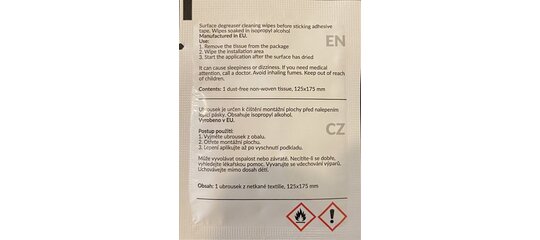 Surface degreaser cleaning wipes before sticking adhesive
tape. Wipes soaked in isopropyl alcohol
Manufactured in EU.
EN
Use:
1. Remove the tissue from the package
2. Wipe the installation area
3. Start the application after the surface has dried
It can cause sleepiness or dizziness. If you need medical
attention, call a doctor. Avoid inhaling fumes. Keep out of reach
of children.
Contents: 1 dust-free non-woven tissue, 125x175 mm
Ubrousek je určen k čištění montážní plochy před nalepením
lepicí pásky. Obsahuje isopropyl alkohol.
Vyrobeno v EU.
CZ
Postup použití:
1. Vyjměte ubrousek z obalu.
2. Otřete montážní plochu.
3. Lepení aplikujte až po vyschnutí podkladu.
Může vyvolávat ospalost nebo závratě. Necítíte-li se dobře,
vyhledejte lékařskou pomoc. Vyvarujte se vdechování výparů.
Uchovávejte mimo dosah dětí.
Obsah: 1 ubrousek z netkané textilie, 125x175 mm